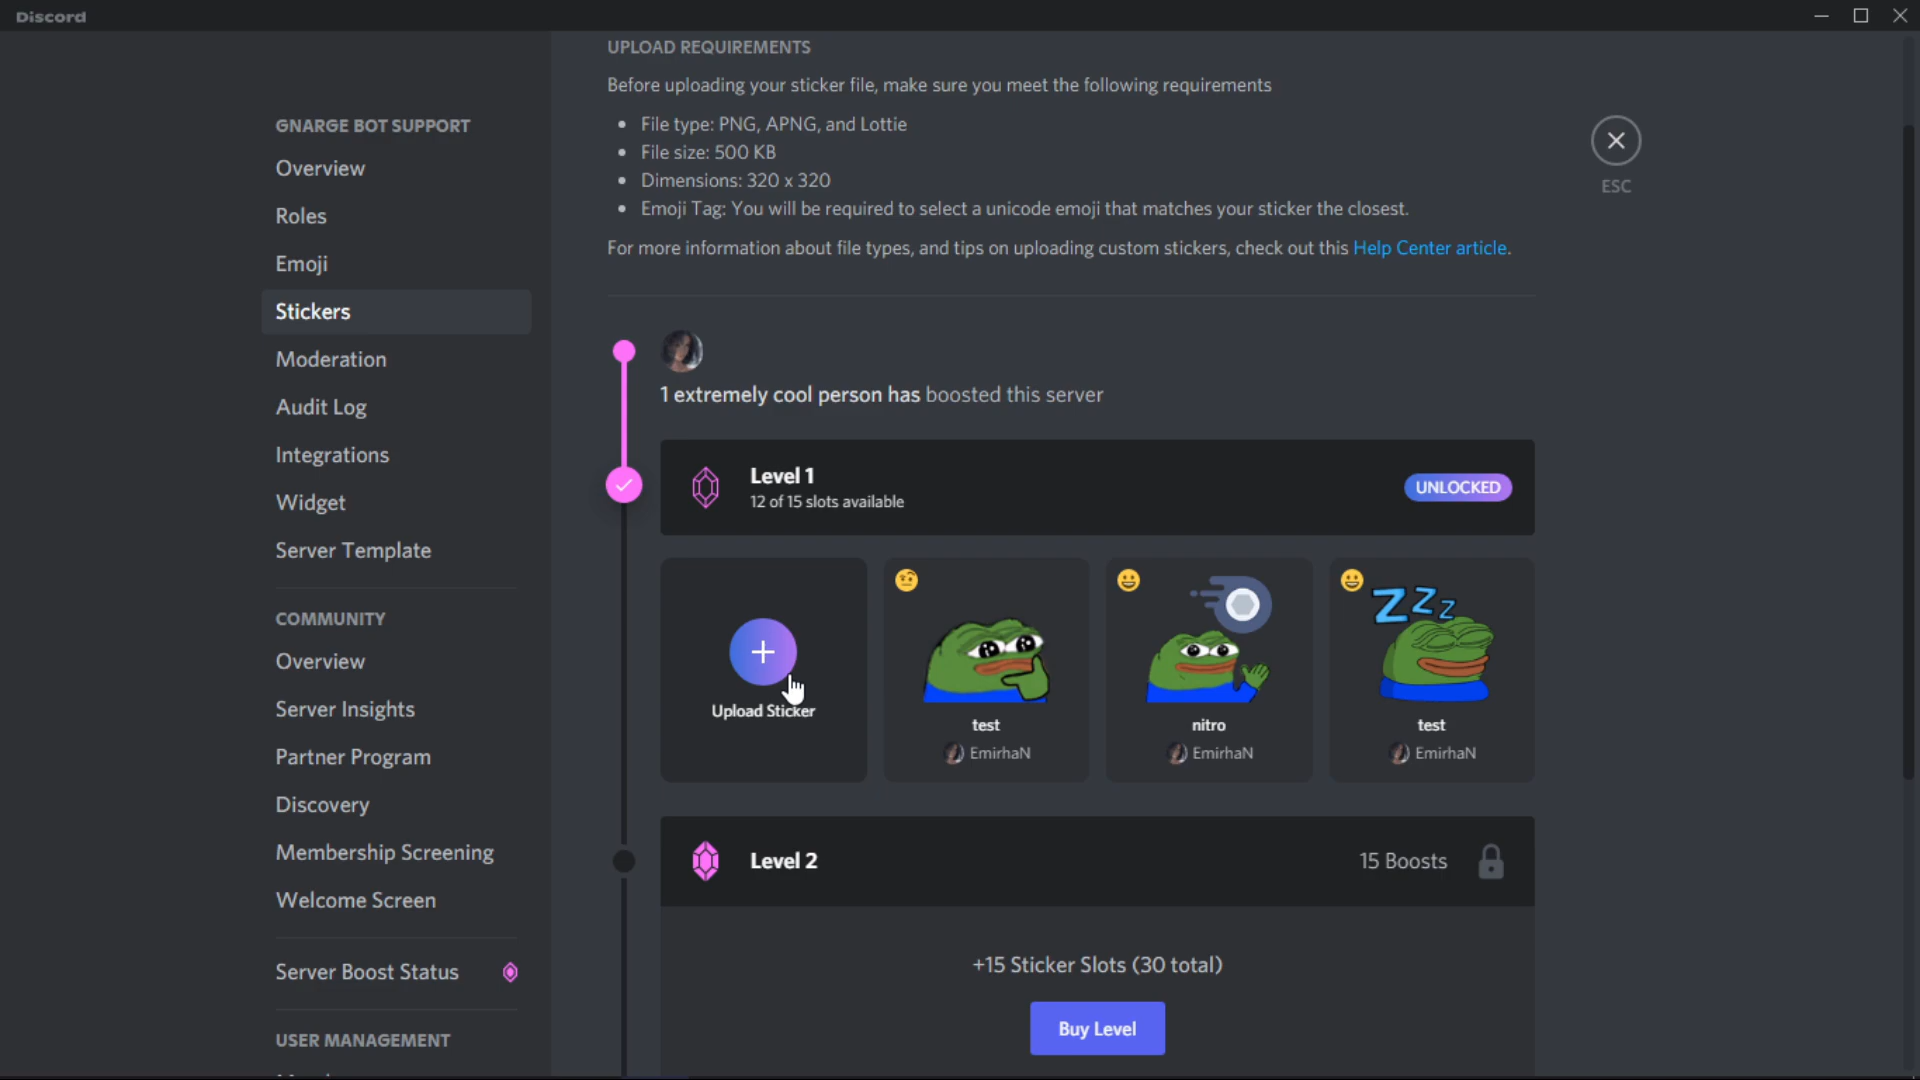 Discord
GNARGE BOT SUPPORT
Overview
Roles
Emoji
Stickers
Moderation
Audit Log
Integrations
Widget
Server Template
COMMUNITY
Overview
Server Insights
Partner Program
Discovery
Membership Screening
Welcome Screen
Server Boost Status
USER MANAGEMENT
UPLOAD REQUIREMENTS
Before uploading your sticker file, make sure you meet the following requirements
• File type: PNG, APNG, and Lottie
• File size: 500 KB
• Dimensions: 320 x 320
• Emoji Tag: You will be required to select a unicode emoji that matches your sticker the closest.
For more information about file types, and tips on uploading custom stickers, check out this Help Center article.
ESC
1 extremely cool person has boosted this server
Level 1
12 of 15 slots available
UNLOCKED
Upload Sticker
test
EmirhaN
nitro
EmirhaN
ZZZ
test
EmirhaN
Level 2
15 Boosts
+15 Sticker Slots (30 total)
Buy Level